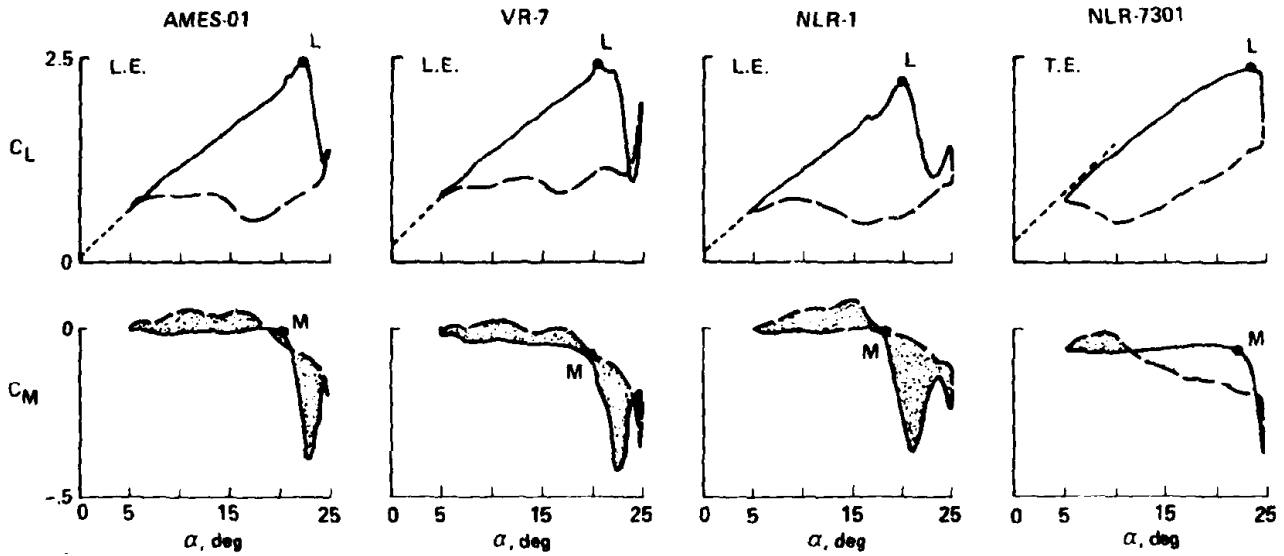 AMES-01
VR-7
NLR-1
NLR-7301
L
L
L
L
2.5
L.E.
L.E.
L.E.
T.E.
C_L
0
0
M
M
M
M
C_M
-.5
0 5 15 25
0 5 15 25
0 5 15 25
0 5 15 25
α, deg
α, deg
α, deg
α, deg